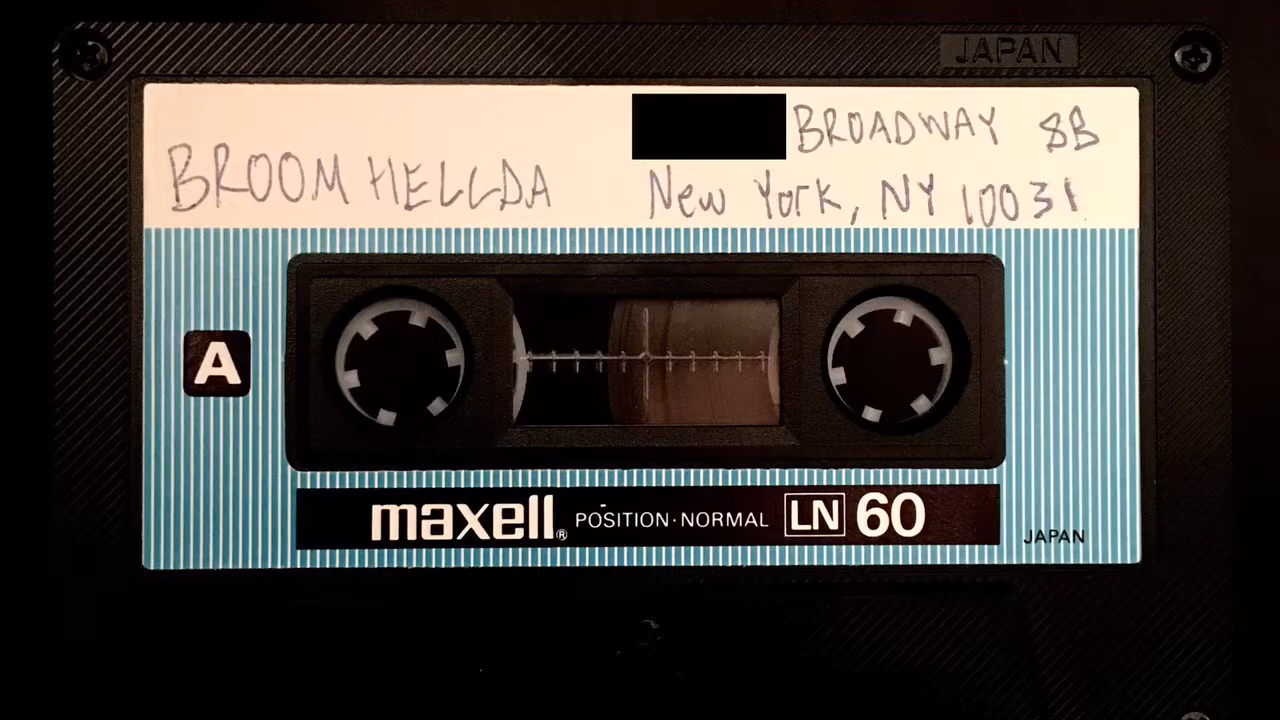 JAPAN
BROADWAY 8B
BROOM HELLDA
New York, NY 10031
A
maxell® POSITION·NORMAL LN 60
JAPAN